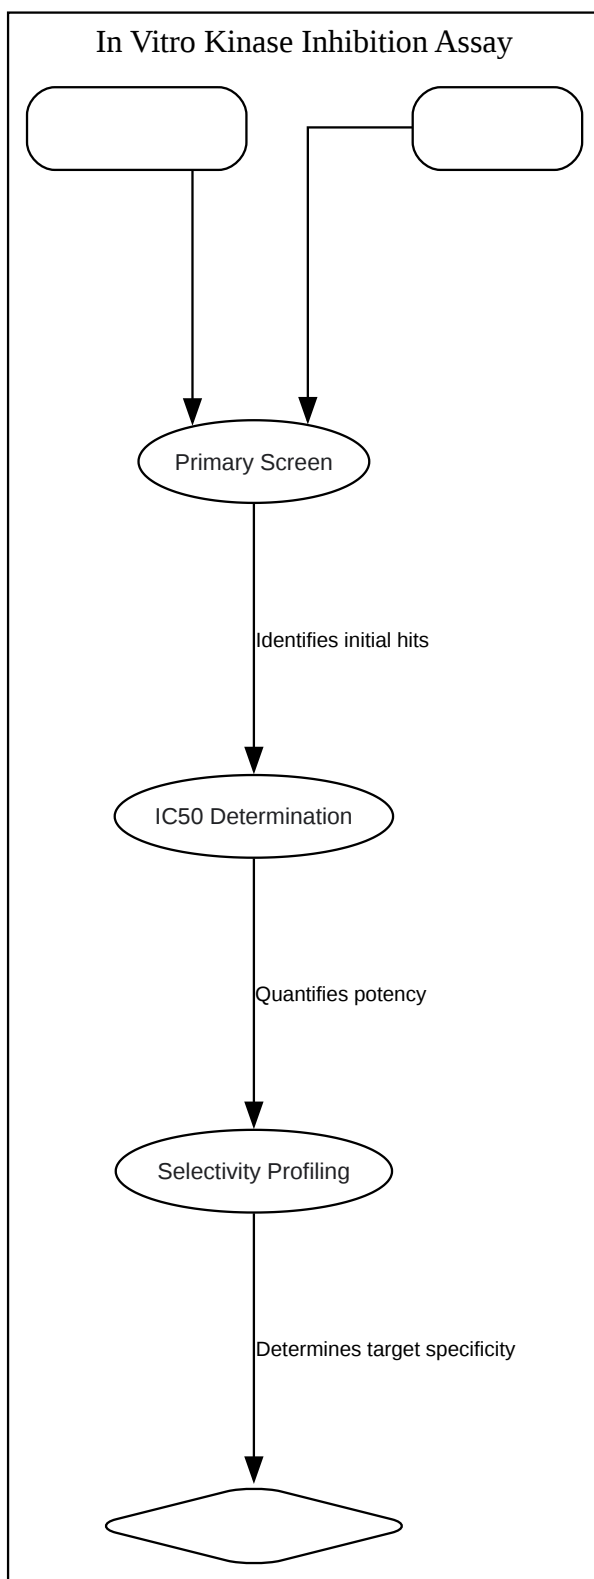 In Vitro Kinase Inhibition Assay
Primary Screen
Identifies initial hits
IC50 Determination
Quantifies potency
Selectivity Profiling
Determines target specificity